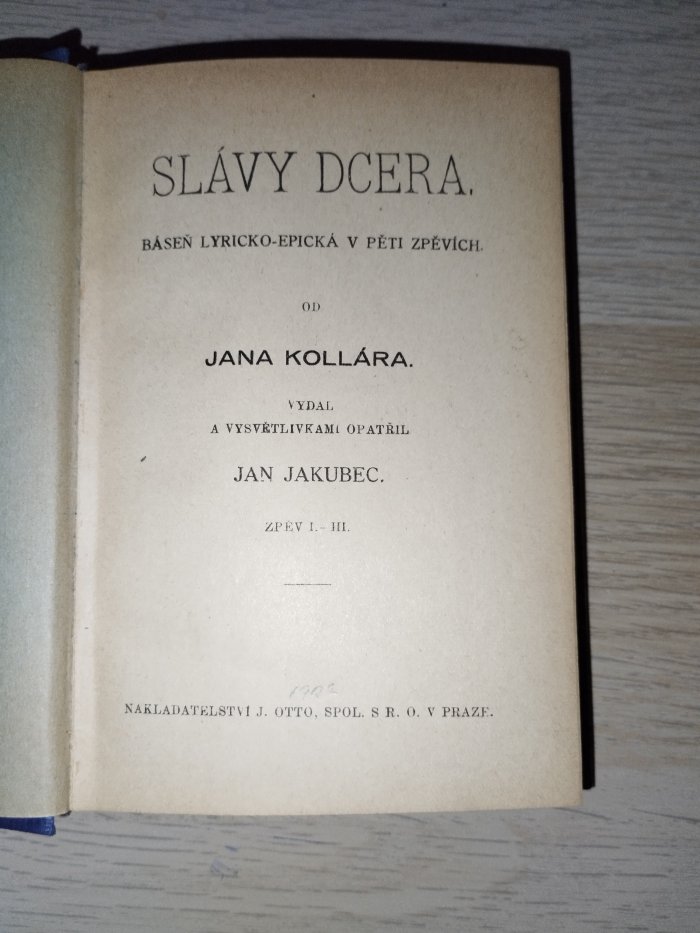 SLÁVY DCERA.
BÁSEŇ LYRICKO-EPICKÁ V PĚTI ZPĚVÍCH.
OD
JANA KOLLÁRA.
VYDAL
A VYSVĚTLIVKAMI OPATŘIL
JAN JAKUBEC.
ZPĚV I.- III.
NAKLADATELSTVÍ J. OTTO, SPOL. S R. O. V PRAZE.